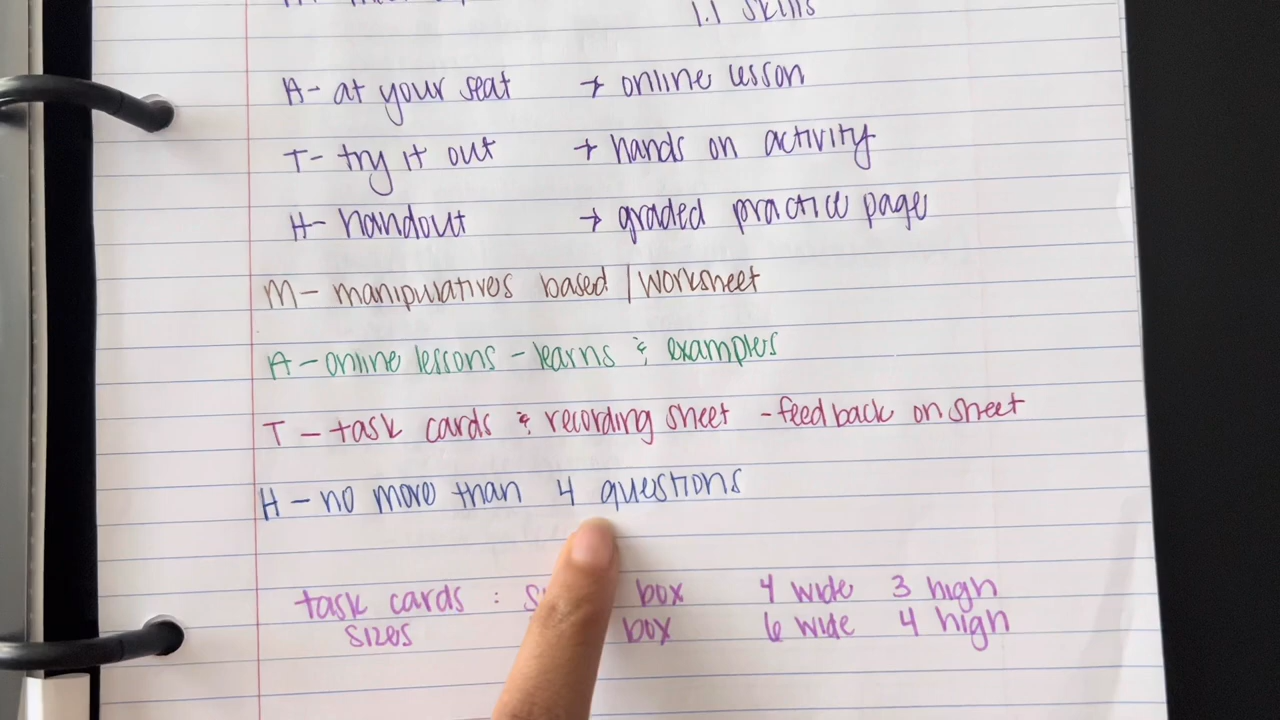 1.1 skills
A- at your seat → online lesson
T- try it out → hands on activity
H- handout → graded practice page
M- manipulatives based / worksheet
A - online lessons - learns & examples
T - task cards & recording sheet - feedback on sheet
H - no more than 4 questions
task cards : box 4 wide 3 high
sizes box 6 wide 4 high